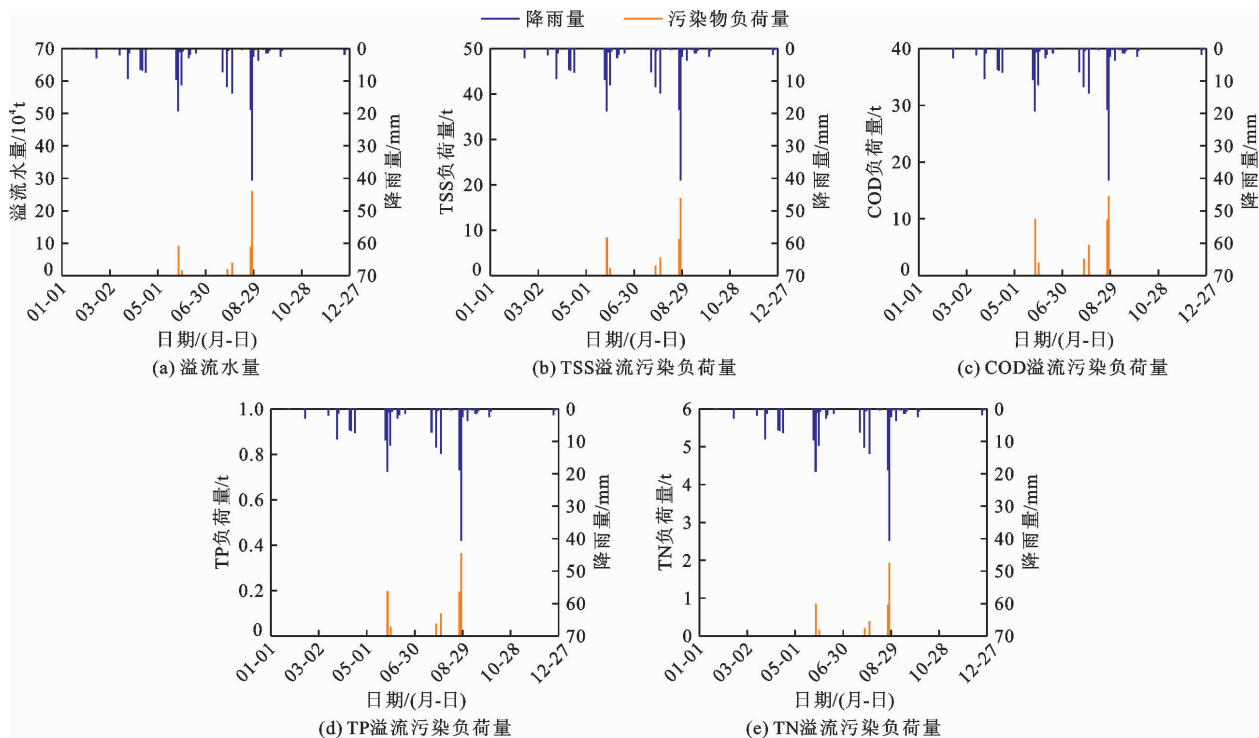 降雨量 污染物负荷量
70 60 50 40 30 20 10 0
溢流水量/10⁴t
0 10 20 30 40 50 60 70
降雨量/mm
01-01 03-02 05-01 06-30 08-29 10-28 12-27
日期/(月-日)
(a) 溢流水量
50 40 30 20 10 0
TSS负荷量/t
0 10 20 30 40 50 60 70
降雨量/mm
01-01 03-02 05-01 06-30 08-29 10-28 12-27
日期/(月-日)
(b) TSS溢流污染负荷量
40 30 20 10 0
COD负荷量/t
0 10 20 30 40 50 60 70
降雨量/mm
01-01 03-02 05-01 06-30 08-29 10-28 12-27
日期/(月-日)
(c) COD溢流污染负荷量
1.0 0.8 0.6 0.4 0.2 0
TP负荷量/t
0 10 20 30 40 50 60 70
降雨量/mm
01-01 03-02 05-01 06-30 08-29 10-28 12-27
日期/(月-日)
(d) TP溢流污染负荷量
6 5 4 3 2 1 0
TN负荷量/t
0 10 20 30 40 50 60 70
降雨量/mm
01-01 03-02 05-01 06-30 08-29 10-28 12-27
日期/(月-日)
(e) TN溢流污染负荷量